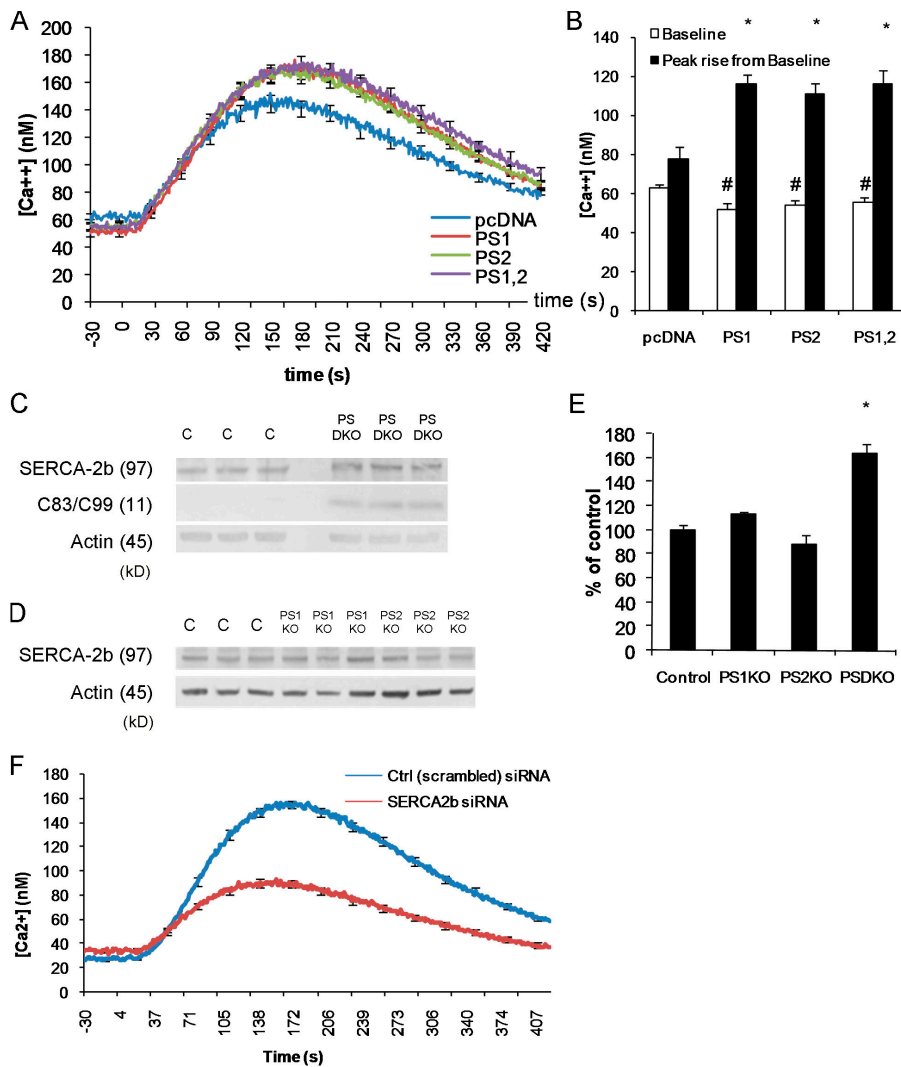 A
200
180
160
140
120
100
80
60
40
20
0
[Ca++] (nM)
pcDNA
PS1
PS2
PS1,2
-30
0
30
60
90
120
150
180
210
240
270
300
330
360
390
420
time (s)
time (s)
B
Baseline
Peak rise from Baseline
* * *
# # #
140
120
100
80
60
40
20
0
[Ca++] (nM)
pcDNA PS1 PS2 PS1,2
C
C C C PS DKO PS DKO PS DKO
SERCA-2b (97)
C83/C99 (11)
Actin (45)
(kD)
D
C C C PS1 KO PS1 KO PS1 KO PS2 KO PS2 KO PS2 KO
SERCA-2b (97)
Actin (45)
(kD)
E
*
180
160
140
120
100
80
60
40
20
0
% of control
Control PS1KO PS2KO PSDKO
F
Ctrl (scrambled) siRNA
SERCA2b siRNA
180
160
140
120
100
80
60
40
20
0
[Ca2+] (nM)
-30
4
37
71
105
138
172
206
239
273
306
340
374
407
Time (s)